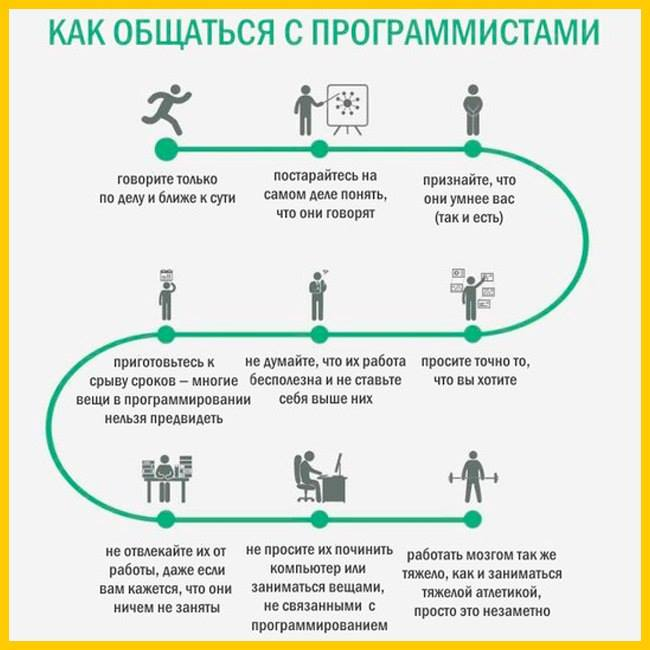 КАК ОБЩАТЬСЯ С ПРОГРАММИСТАМИ
говорите только
по делу и ближе к сути
постарайтесь на
самом деле понять,
что они говорят
признайте, что
они умнее вас
(так и есть)
просите точно то,
что вы хотите
не думайте, что их работа
бесполезна и не ставьте
себя выше них
приготовьтесь к
срыву сроков – многие
вещи в программировании
нельзя предвидеть
не отвлекайте их от
работы, даже если
вам кажется, что они
ничем не заняты
не просите их починить
компьютер или
заниматься вещами,
не связанными с
программированием
работать мозгом так же
тяжело, как и заниматься
тяжелой атлетикой,
просто это незаметно